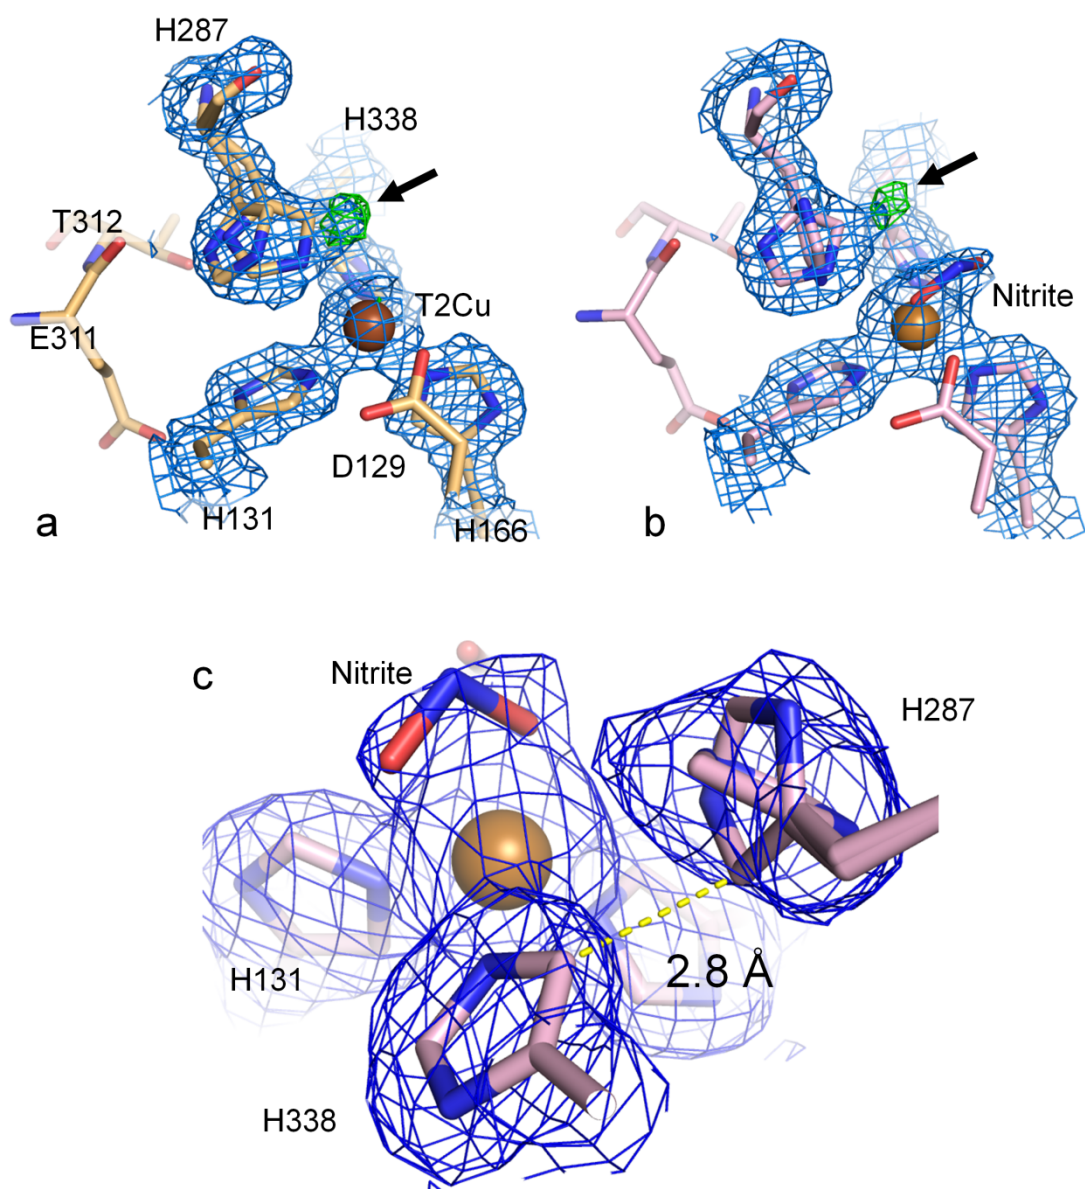 H287
H338
T312
T2Cu
E311
D129
H131
H166
a
Nitrite
b
c
Nitrite
H287
H131
2.8 Å
H338